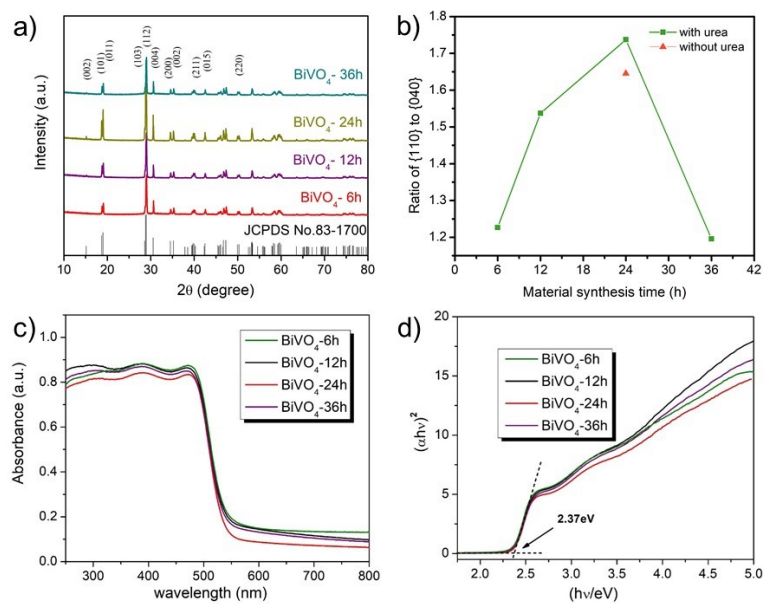 a)
(002)
(101)
(011)
(103)
(112)
(004)
(200)
(002)
(211)
(015)
(220)
BiVO₄- 36h
BiVO₄- 24h
BiVO₄- 12h
BiVO₄- 6h
JCPDS No.83-1700
Intensity (a.u.)
10 20 30 40 50 60 70 80
2θ (degree)
b)
with urea
without urea
Ratio of {110} to {040}
1.8
1.7
1.6
1.5
1.4
1.3
1.2
0 6 12 18 24 30 36 42
Material synthesis time (h)
c)
BiVO₄-6h
BiVO₄-12h
BiVO₄-24h
BiVO₄-36h
Absorbance (a.u.)
1.0
0.8
0.6
0.4
0.2
0.0
300 400 500 600 700 800
wavelength (nm)
d)
BiVO₄-6h
BiVO₄-12h
BiVO₄-24h
BiVO₄-36h
2.37eV
(αhν)²
20
15
10
5
0
2.0 2.5 3.0 3.5 4.0 4.5 5.0
(hν/eV)